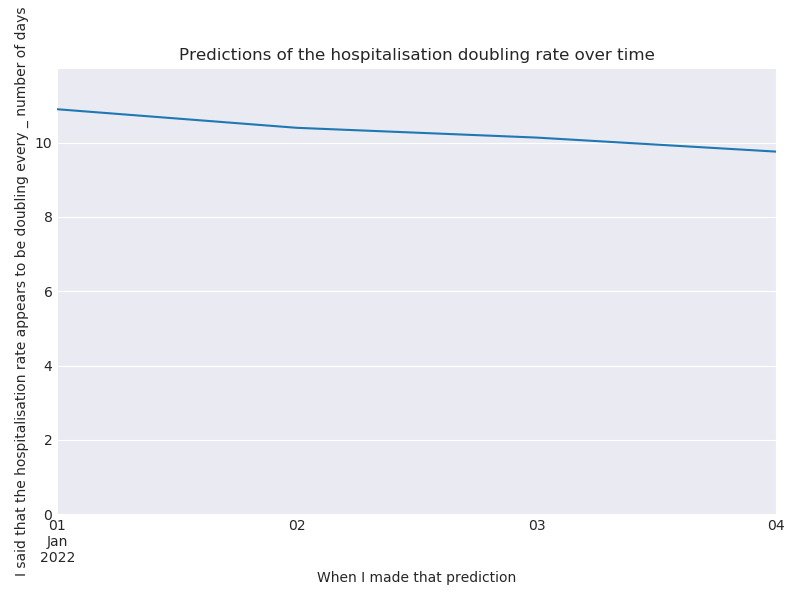 Predictions of the hospitalisation doubling rate over time
I said that the hospitalisation rate appears to be doubling every _ number of days
10
8
6
4
2
0
01
Jan
2022
02
03
04
When I made that prediction